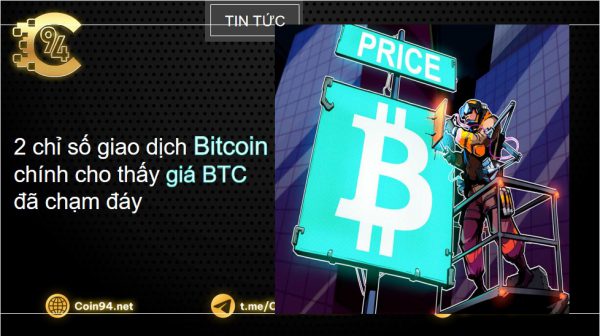 TIN TỨC
94
PRICE
2 chỉ số giao dịch Bitcoin
chính cho thấy giá BTC
đã chạm đáy
Coin94.net
t.me/C